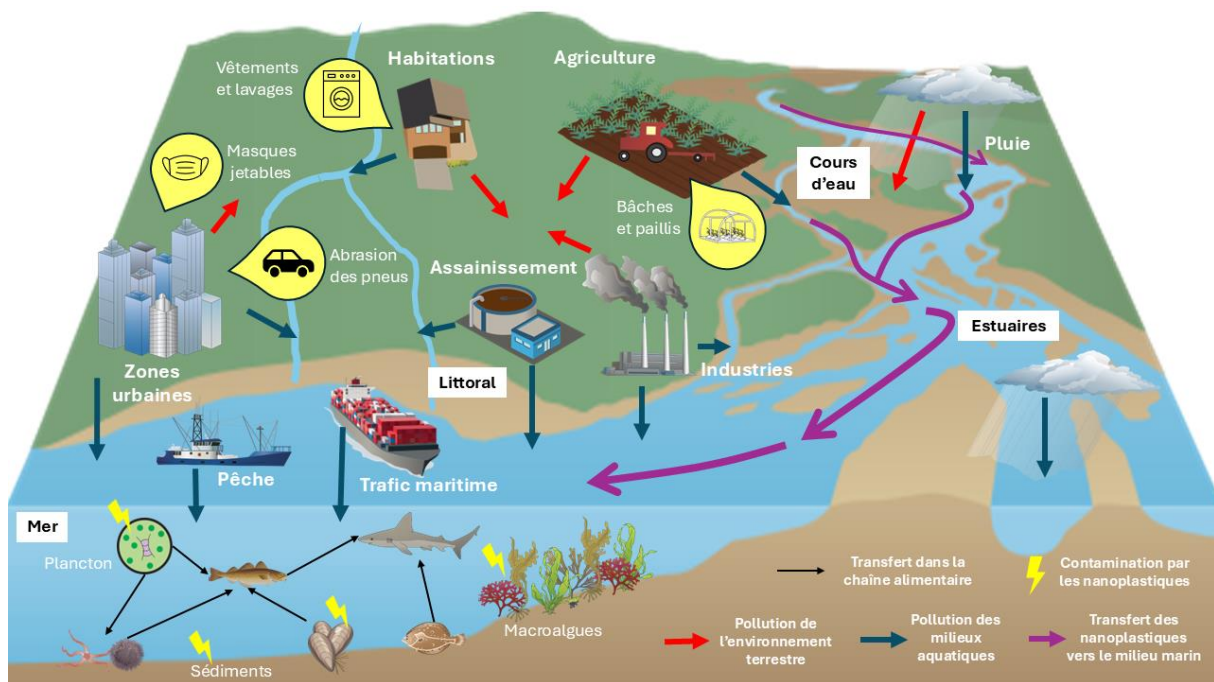 Vêtements
et lavages
Habitations
Agriculture
Pluie
Masques
jetables
Cours
d'eau
Bâches
et paillis
Abrasion
des pneus
Assainissement
Estuaires
Zones
urbaines
Littoral
Industries
Pêche
Trafic maritime
Mer
Plancton
Macroalgues
Sédiments
Transfert dans la
chaîne alimentaire
Contamination par
les nanoplastiques
Pollution de
l'environnement
terrestre
Pollution des
milieux
aquatiques
Transfert des
nanoplastiques
vers le milieu marin